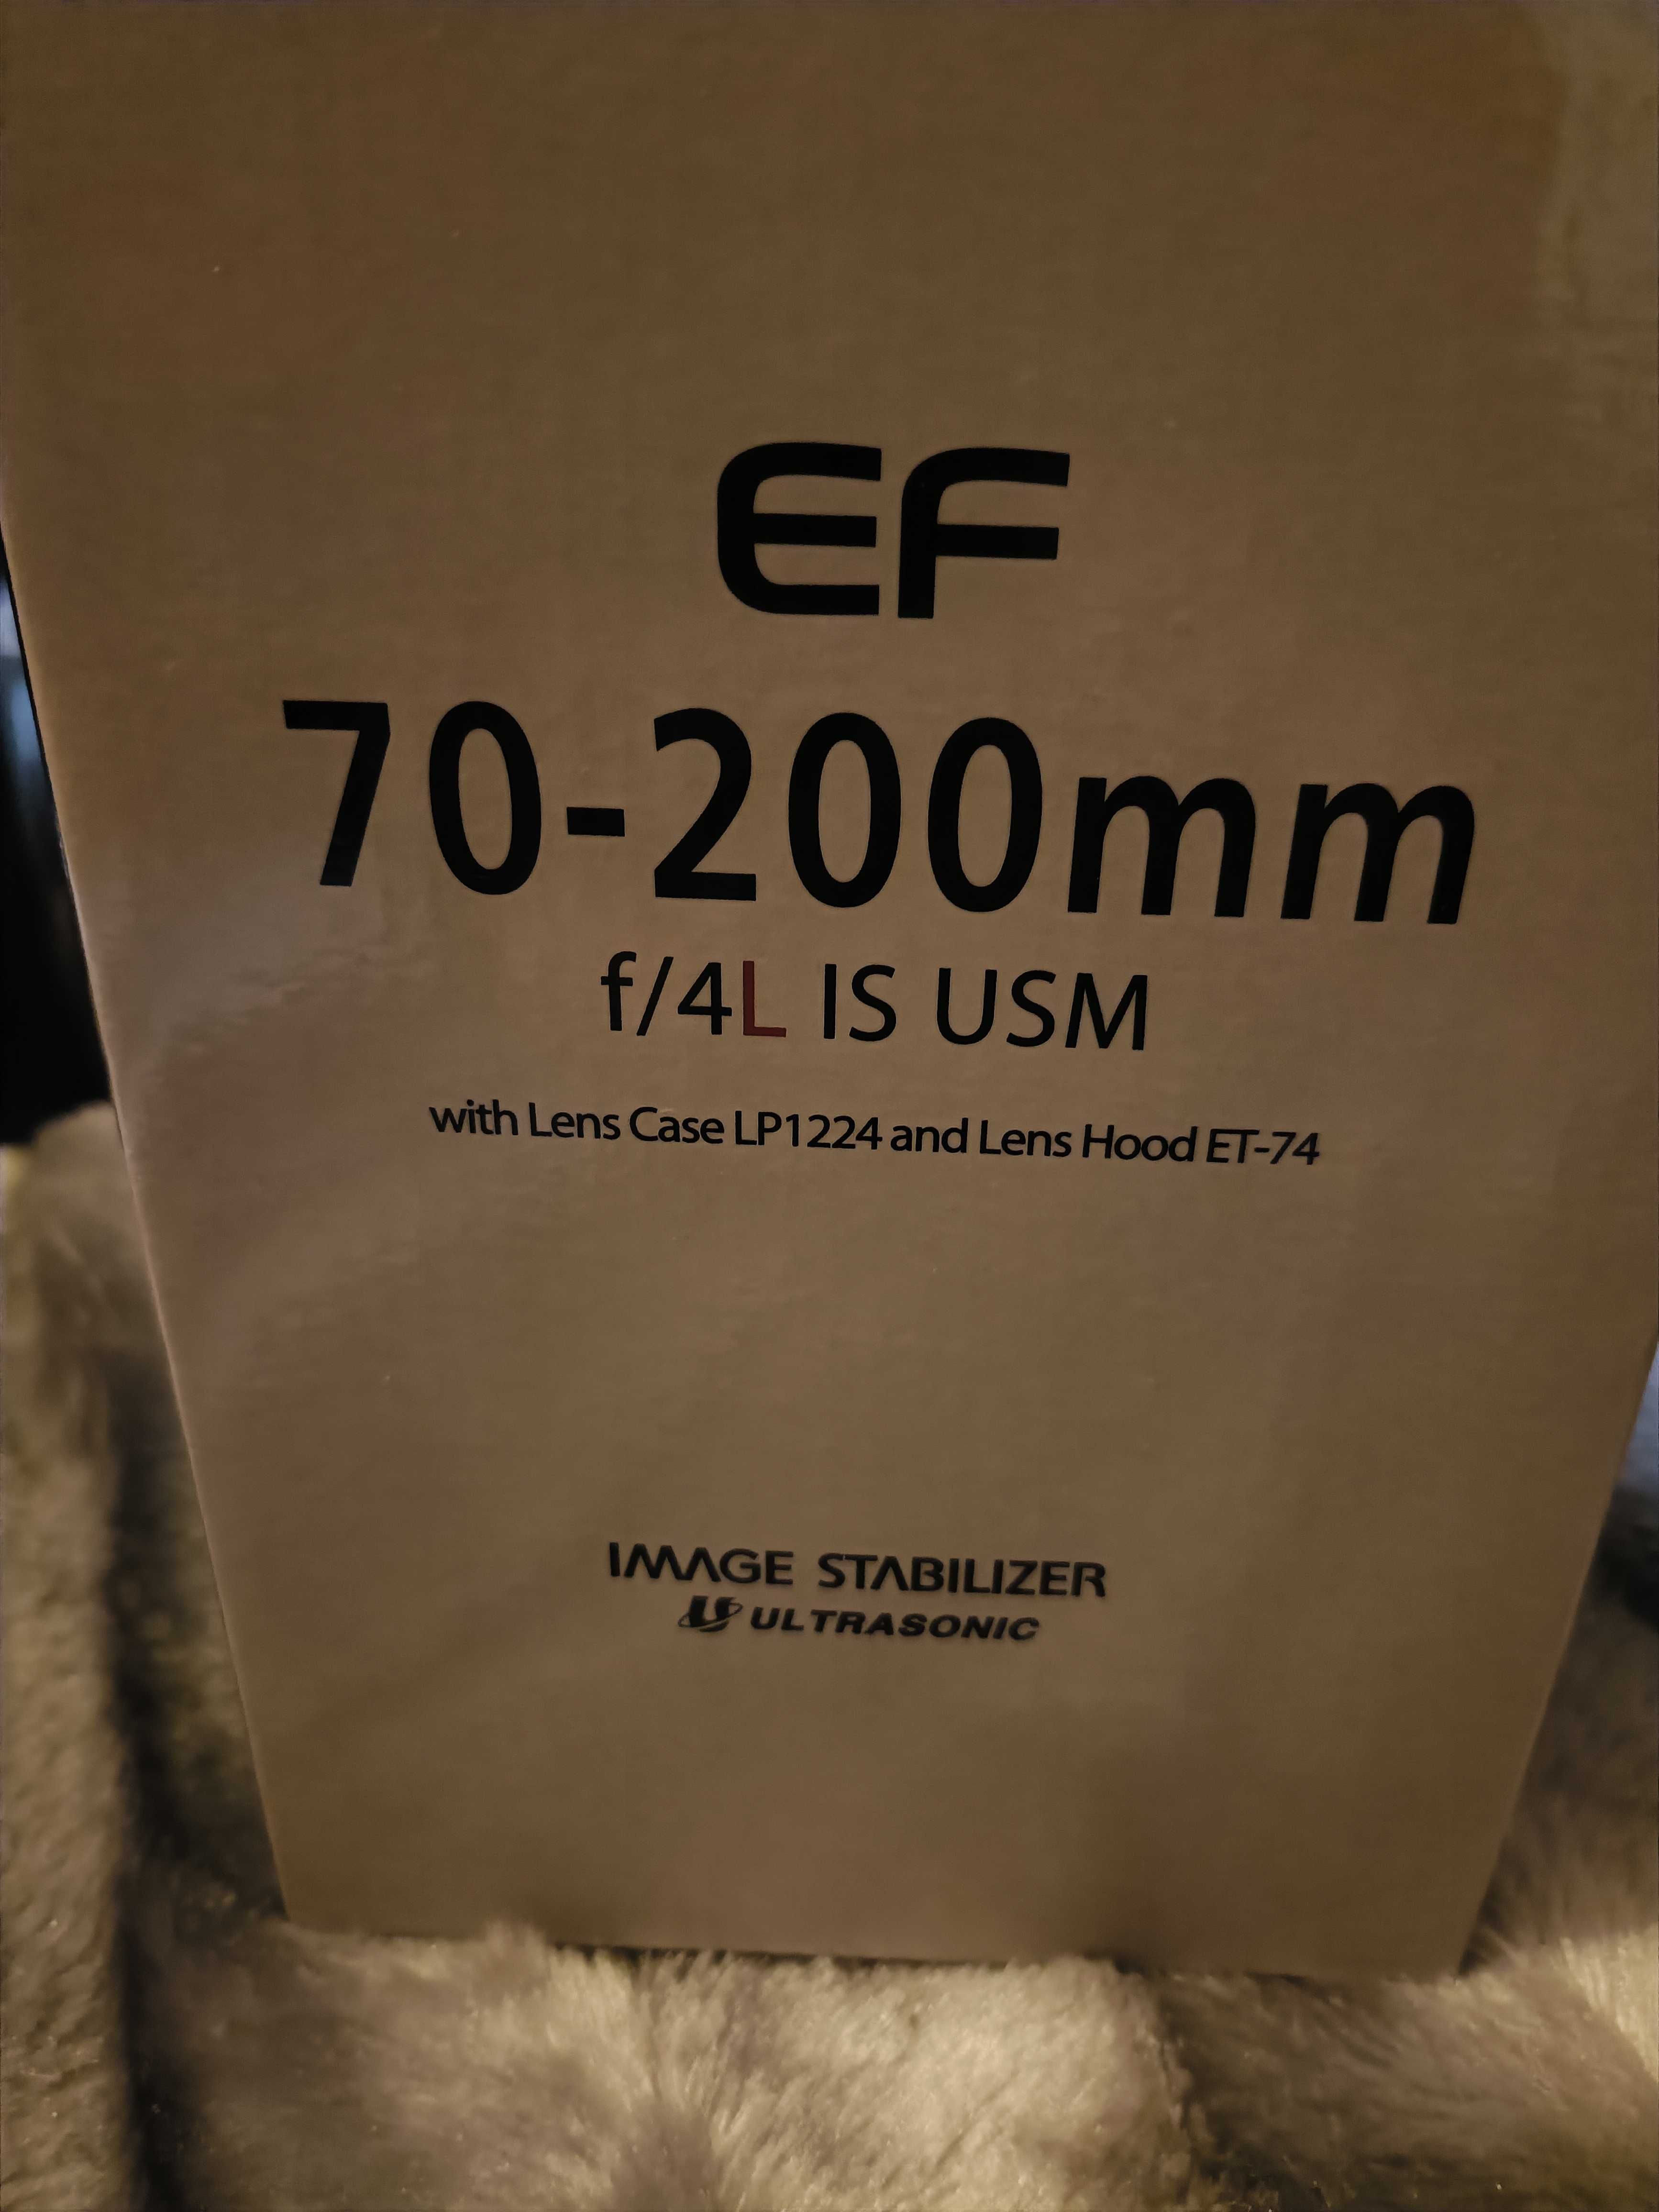 EF
70-200mm
f/4L IS USM
with Lens Case LP1224 and Lens Hood ET-74
IMAGE STABILIZER
ULTRASONIC